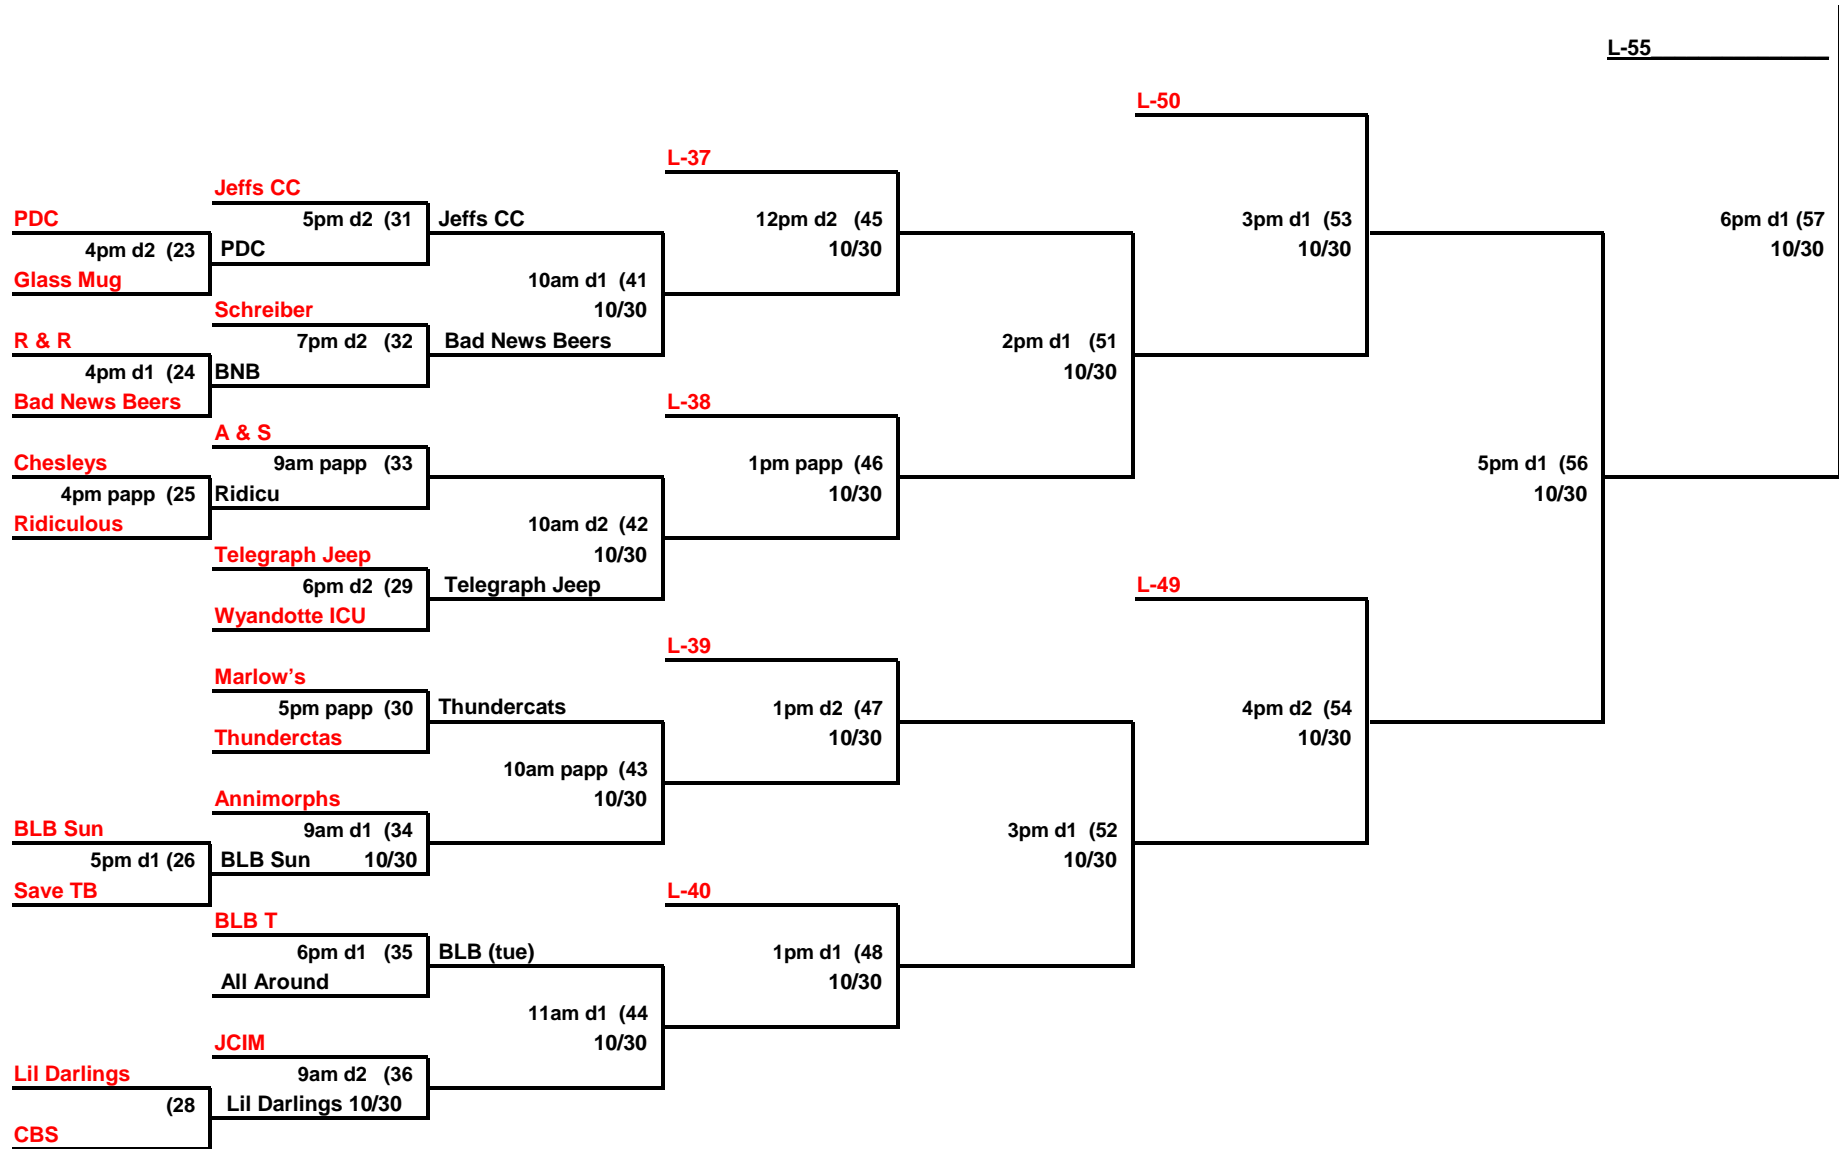 L-55
L-50
L-37
Jeffs CC
PDC
5pm d2 (31
Jeffs CC
12pm d2 (45
3pm d1 (53
6pm d1 (57
4pm d2 (23
PDC
10/30
10/30
10/30
Glass Mug
10am d1 (41
Schreiber
10/30
R & R
7pm d2 (32
Bad News Beers
2pm d1 (51
4pm d1 (24
BNB
10/30
Bad News Beers
L-38
A & S
Chesleys
9am papp (33
1pm papp (46
5pm d1 (56
4pm papp (25
Ridicu
10/30
10/30
Ridiculous
10am d2 (42
Telegraph Jeep
10/30
6pm d2 (29
Telegraph Jeep
L-49
Wyandotte ICU
L-39
Marlow's
5pm papp (30
Thundercats
1pm d2 (47
4pm d2 (54
Thunderctas
10/30
10/30
10am papp (43
Annimorphs
10/30
BLB Sun
9am d1 (34
3pm d1 (52
5pm d1 (26
BLB Sun 10/30
10/30
Save TB
L-40
BLB T
6pm d1 (35
BLB (tue)
1pm d1 (48
All Around
10/30
11am d1 (44
JCIM
10/30
Lil Darlings
9am d2 (36
(28
Lil Darlings 10/30
CBS